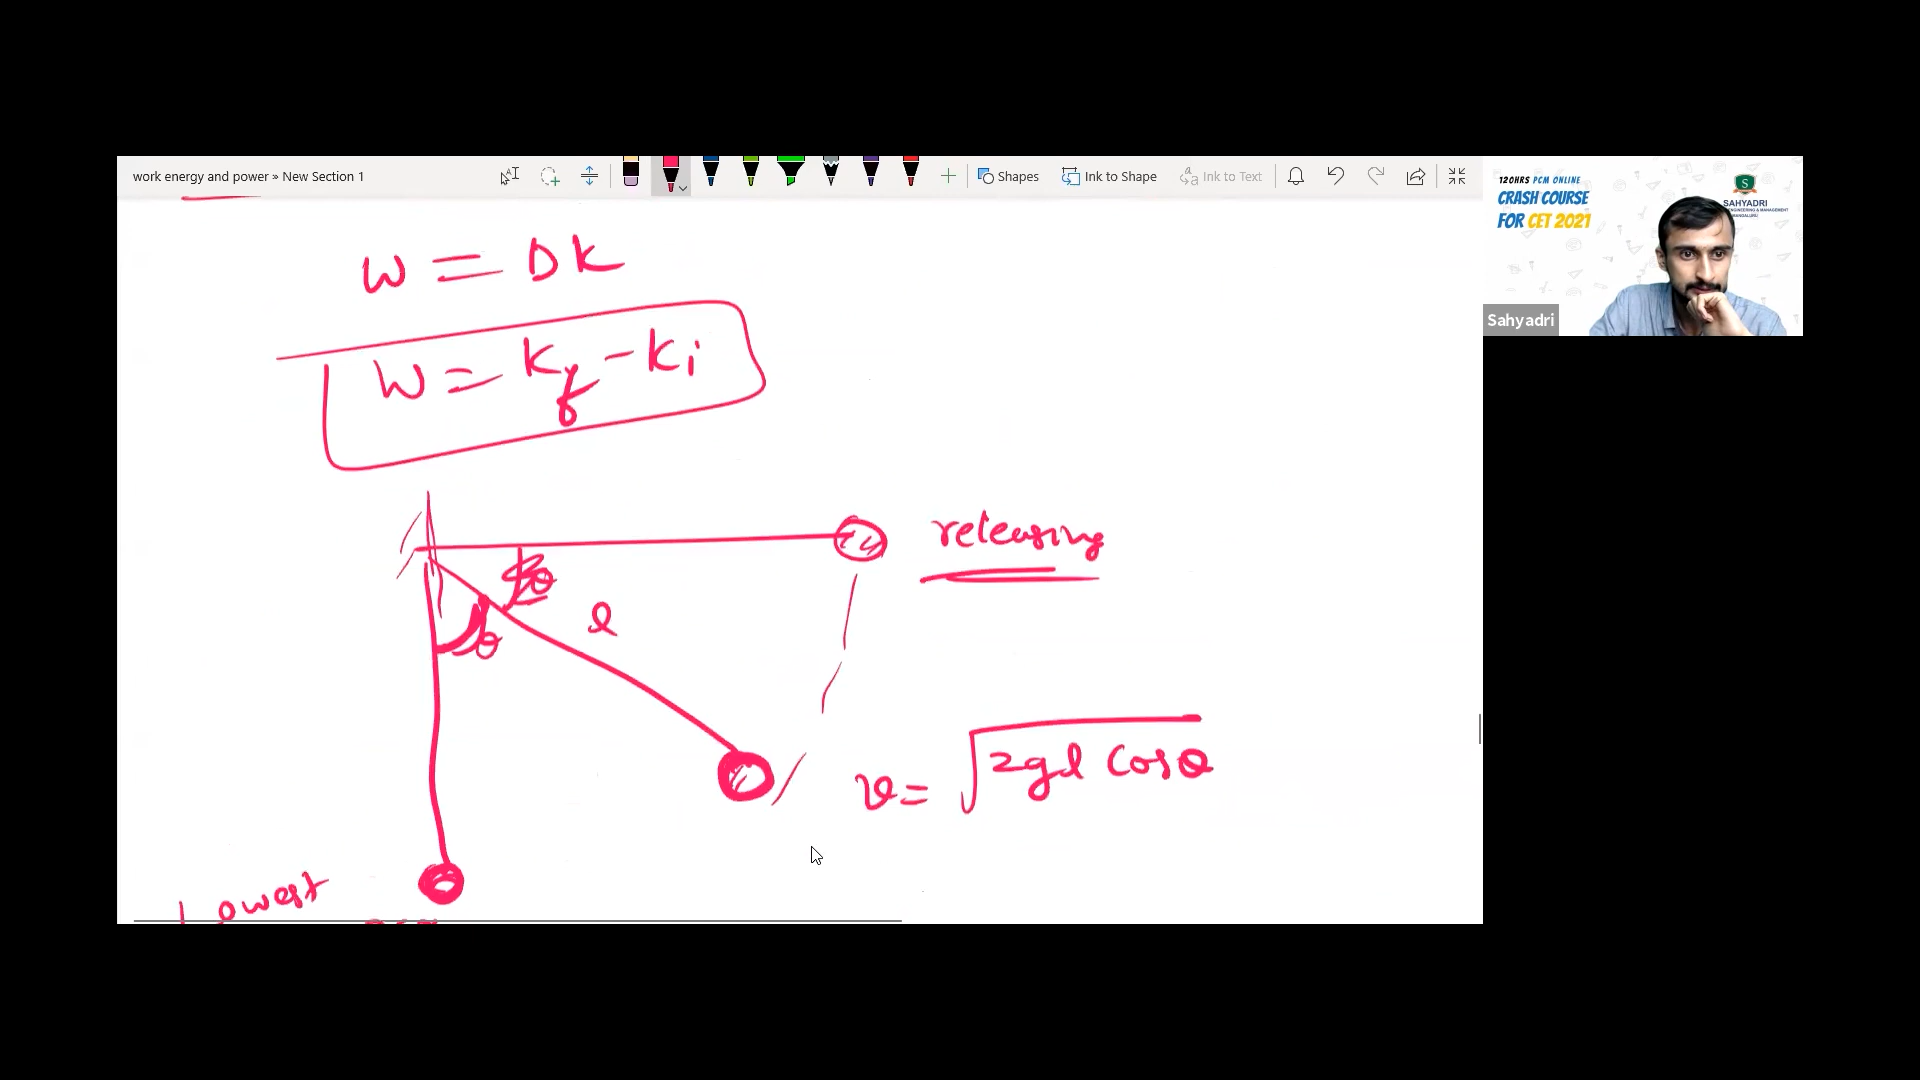 work energy and power » New Section 1
Shapes
Ink to Shape
Ink to Text
120HRS PCM ONLINE
CRASH COURSE
FOR CET 2021
S
SAHYADRI
Sahyadri
W = DK
W = Kf - Ki
releasing
θ
l
θ
v = √2gl Cosθ
Lowest